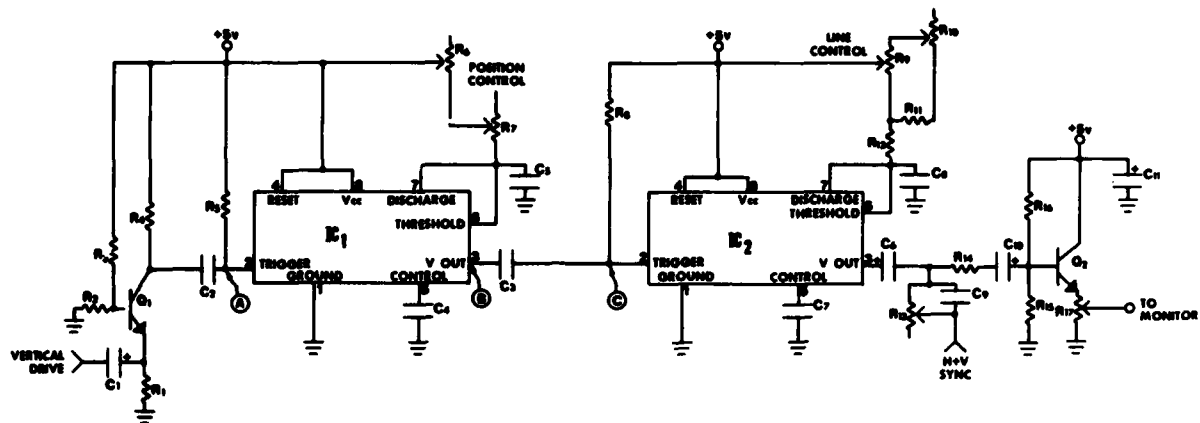 +5v
R6
POSITION
CONTROL
R7
R4
R5
R3
R2
Q1
C2
A
VERTICAL
DRIVE
C1
+
R1
4
8
7
RESET
Vcc
DISCHARGE
THRESHOLD
6
IC1
2
TRIGGER
GROUND
1
CONTROL
5
V OUT
3
C5
C4
B
C3
+5v
LINE
CONTROL
R9
R10
R11
R12
R8
C
4
8
7
RESET
Vcc
DISCHARGE
THRESHOLD
6
IC2
2
TRIGGER
GROUND
1
CONTROL
5
V OUT
3
C8
C7
C6
R14
C9
R13
H+V
SYNC
C10
+
+5v
R16
C11
+
Q2
R15
R17
TO
MONITOR